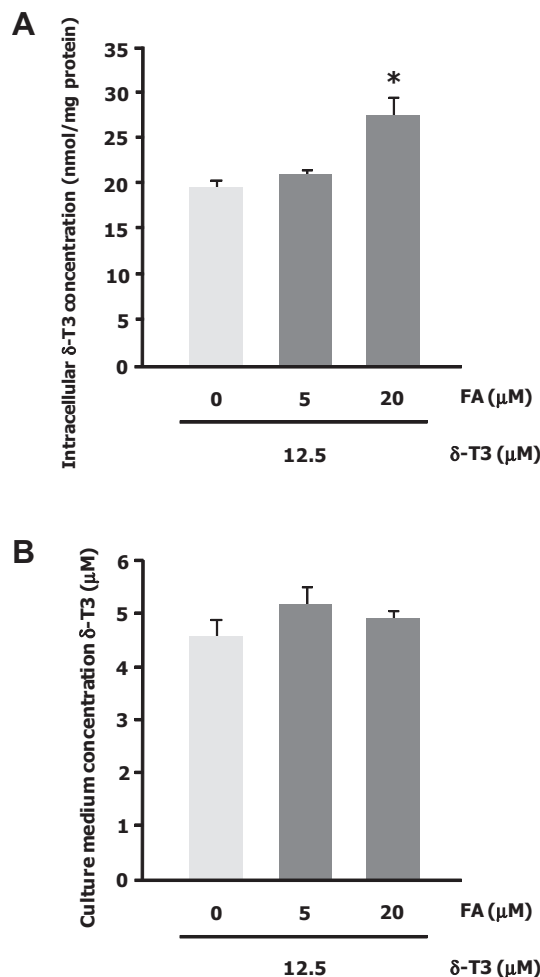 A
Intracellular δ-T3 concentration (nmol/mg protein)
35
30
25
20
15
10
5
0
*
0 5 20 FA (μM)
12.5 δ-T3 (μM)
B
Culture medium concentration δ-T3 (μM)
6
5
4
3
2
1
0
0 5 20 FA (μM)
12.5 δ-T3 (μM)